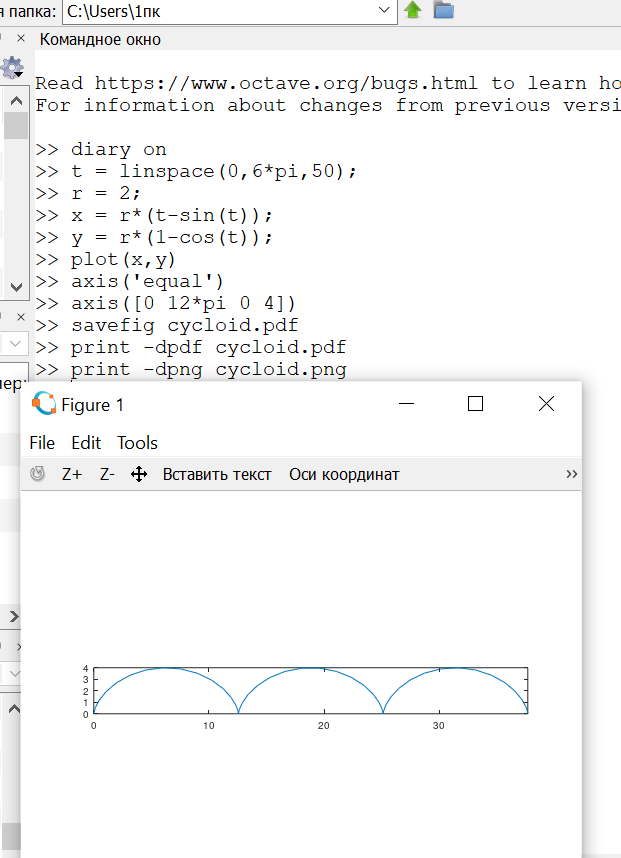 я папка: C:\Users\1пк
Командное окно
Read https://www.octave.org/bugs.html to learn ho
For information about changes from previous versi
>> diary on
>> t = linspace(0,6*pi,50);
>> r = 2;
>> x = r*(t-sin(t));
>> y = r*(1-cos(t));
>> plot(x,y)
>> axis('equal')
>> axis([0 12*pi 0 4])
>> savefig cycloid.pdf
>> print -dpdf cycloid.pdf
>> print -dpng cycloid.png
Figure 1
File Edit Tools
Z+ Z- Вставить текст Оси координат »
4
3
2
1
0
0 10 20 30